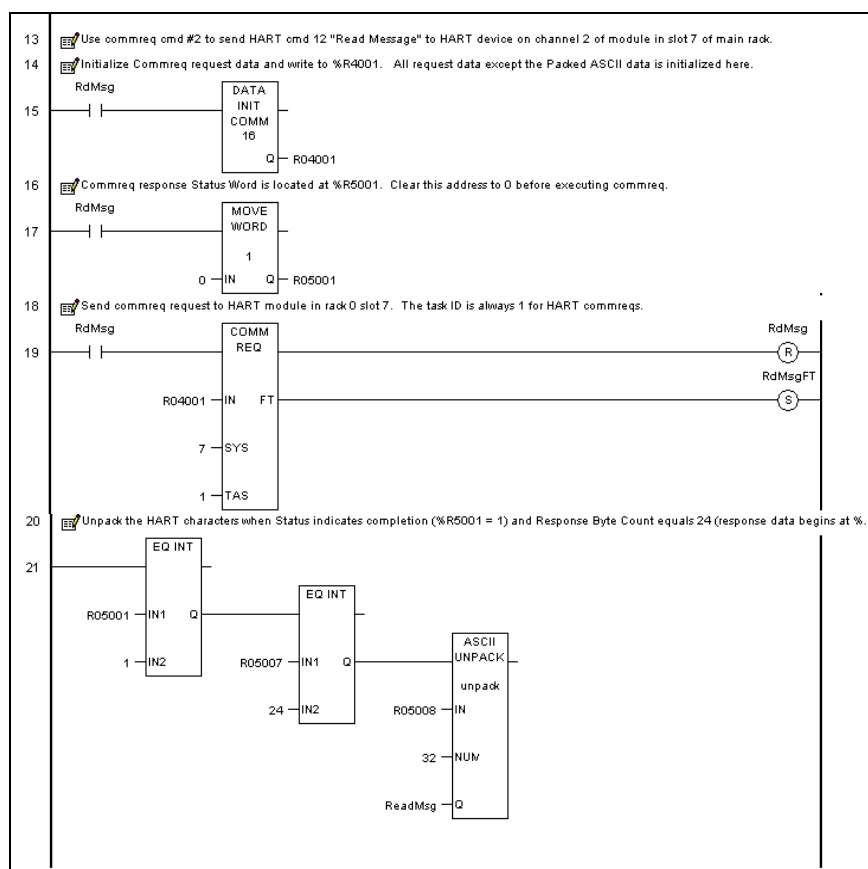 13 Use commreq cmd #2 to send HART cmd 12 "Read Message" to HART device on channel 2 of module in slot 7 of main rack.
14 Initialize Commreq request data and write to %R4001. All request data except the Packed ASCII data is initialized here.
RdMsg
15
DATA
INIT
COMM
16
Q R04001
16 Commreq response Status Word is located at %R5001. Clear this address to 0 before executing commreq.
RdMsg
17
MOVE
WORD
1
0 IN Q R05001
18 Send commreq request to HART module in rack 0 slot 7. The task ID is always 1 for HART commreqs.
RdMsg
19
COMM
REQ
RdMsg
R
RdMsgFT
S
R04001 IN FT
7 SYS
1 TAS
20 Unpack the HART characters when Status indicates completion (%R5001 = 1) and Response Byte Count equals 24 (response data begins at %.
21
EQ INT
R05001 IN1 Q
1 IN2
EQ INT
R05007 IN1 Q
24 IN2
ASCII
UNPACK
unpack
R05008 IN
32 NUM
ReadMsg Q